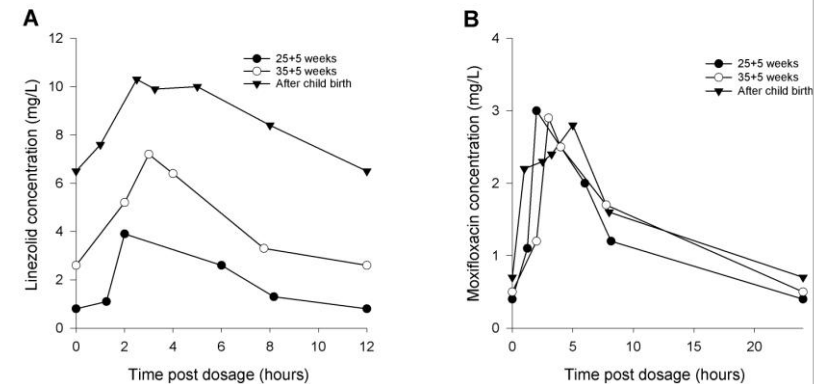 A
Linezolid concentration (mg/L)
12
10
8
6
4
2
0
25+5 weeks
35+5 weeks
After child birth
0 2 4 6 8 10 12
Time post dosage (hours)
B
Moxifloxacin concentration (mg/L)
4
3
2
1
0
25+5 weeks
35+5 weeks
After child birth
0 5 10 15 20
Time post dosage (hours)